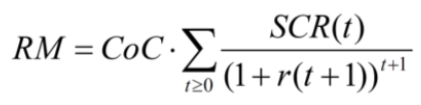 RM = CoC · ∑_{t≥0} SCR(t) / (1 + r(t + 1))^{t+1}